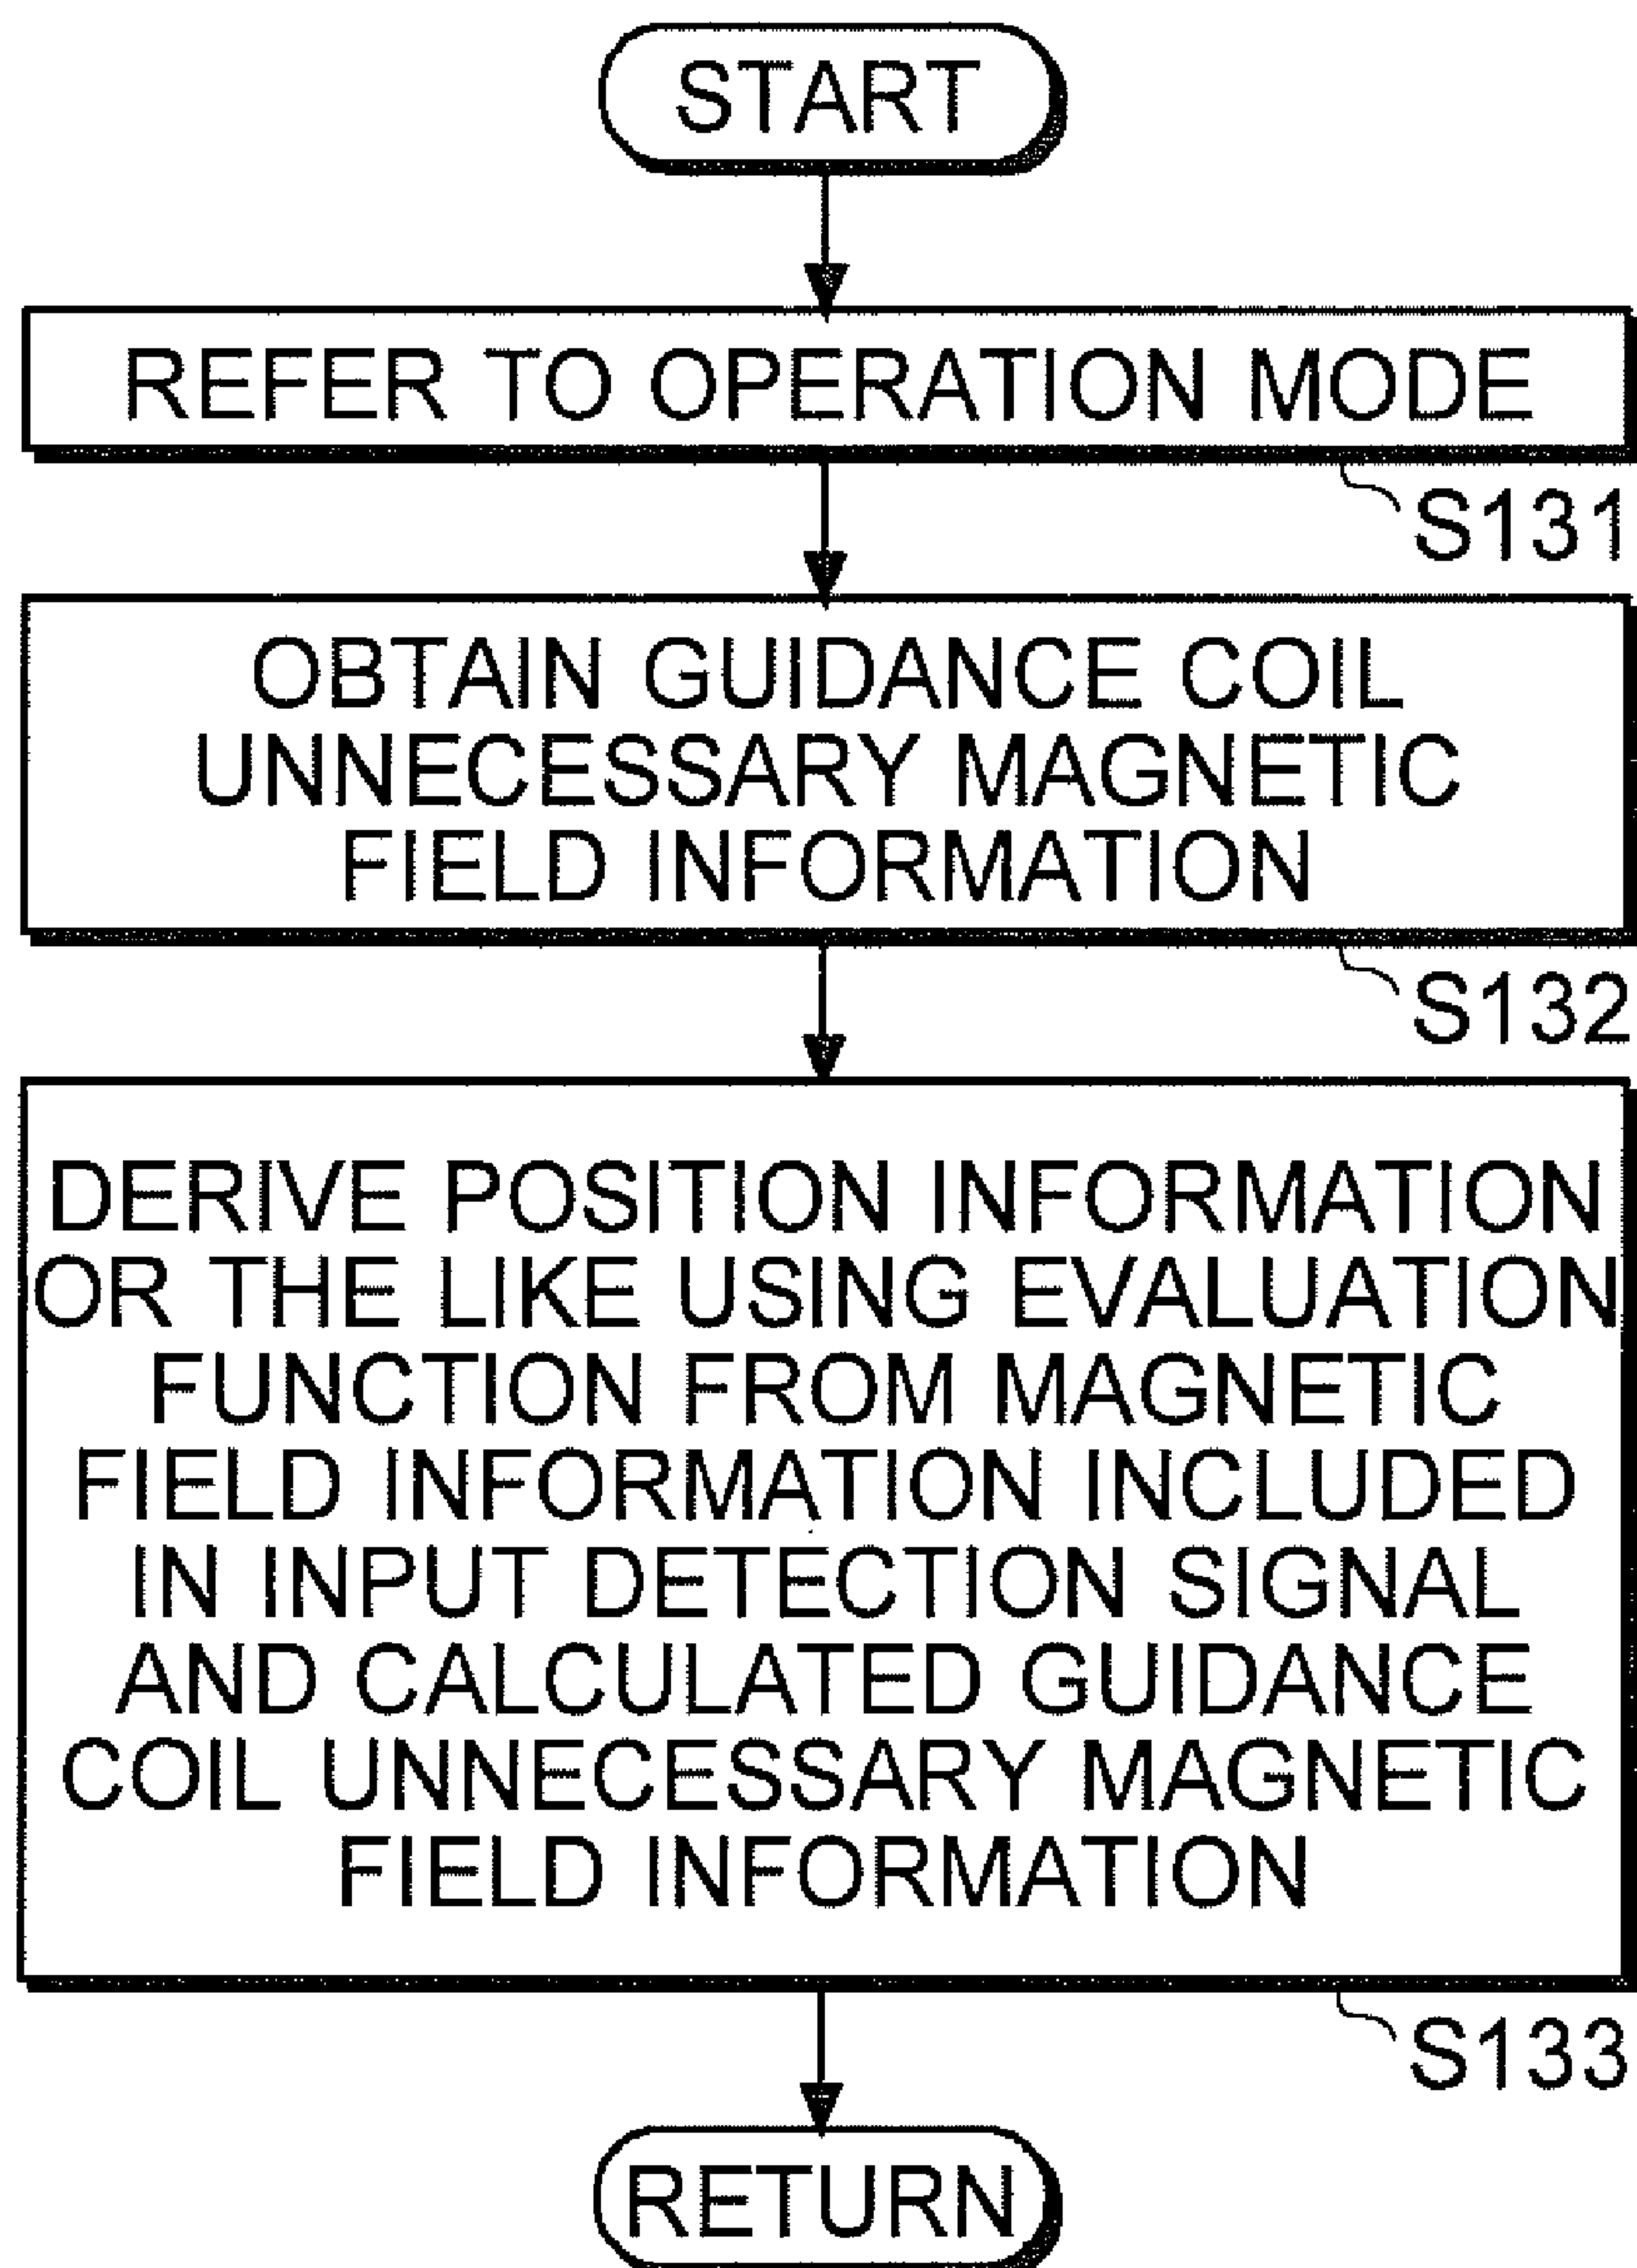 START
REFER TO OPERATION MODE
S131
OBTAIN GUIDANCE COIL
UNNECESSARY MAGNETIC
FIELD INFORMATION
S132
DERIVE POSITION INFORMATION
OR THE LIKE USING EVALUATION
FUNCTION FROM MAGNETIC
FIELD INFORMATION INCLUDED
IN INPUT DETECTION SIGNAL
AND CALCULATED GUIDANCE
COIL UNNECESSARY MAGNETIC
FIELD INFORMATION
S133
RETURN